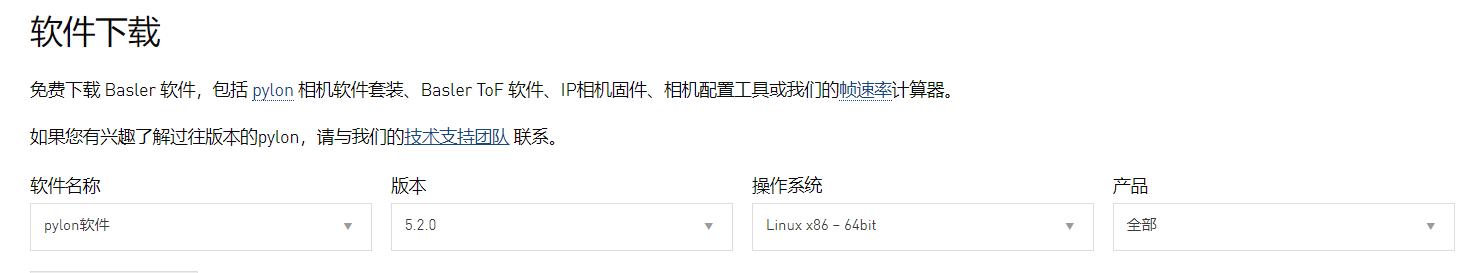 软件下载
免费下载 Basler 软件，包括 pylon 相机软件套装、Basler ToF 软件、IP相机固件、相机配置工具或我们的帧速率计算器。
如果您有兴趣了解过往版本的pylon，请与我们的技术支持团队 联系。
软件名称 版本 操作系统 产品
pylon软件 5.2.0 Linux x86 – 64bit 全部